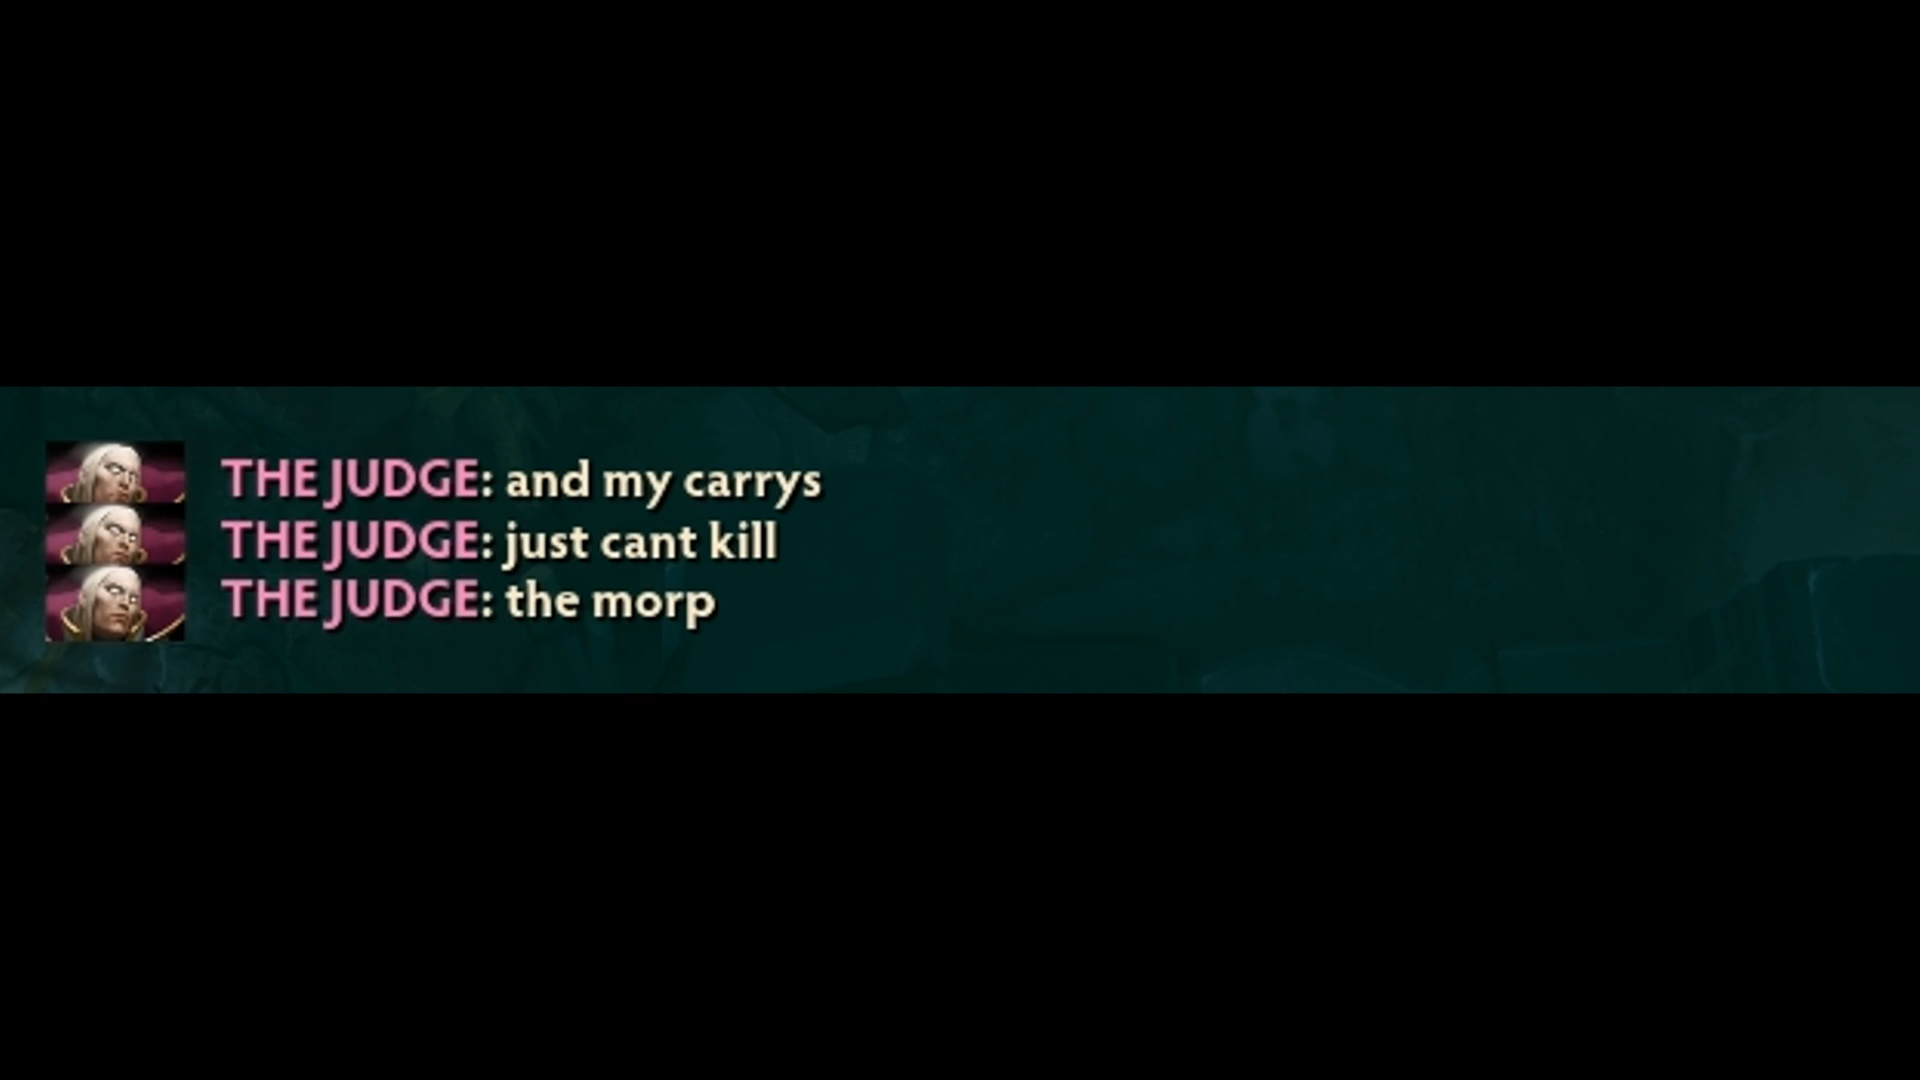 THE JUDGE: and my carrys
THE JUDGE: just cant kill
THE JUDGE: the morp